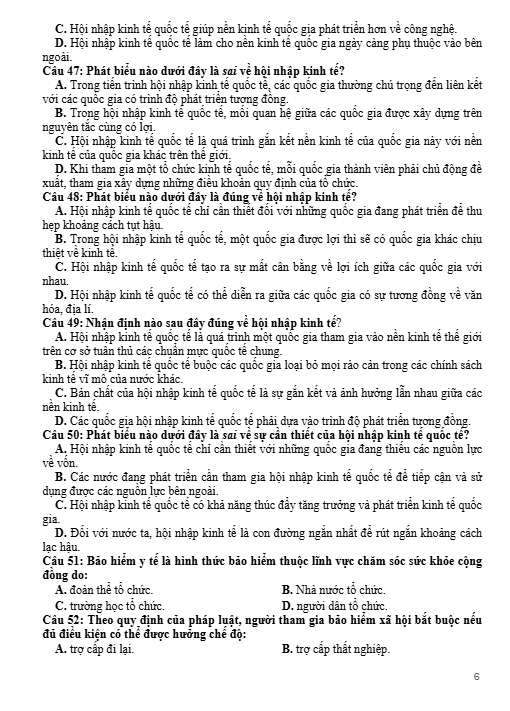 C. Hội nhập kinh tế quốc tế giúp nền kinh tế quốc gia phát triển hơn về công nghệ.
D. Hội nhập kinh tế quốc tế làm cho nền kinh tế quốc gia ngày càng phụ thuộc vào bên
ngoài.
Câu 47: Phát biểu nào dưới đây là sai về hội nhập kinh tế?
A. Trong tiến trình hội nhập kinh tế quốc tế, các quốc gia thường chú trọng đến liên kết
với các quốc gia có trình độ phát triển tương đồng.
B. Trong hội nhập kinh tế quốc tế, mối quan hệ giữa các quốc gia được xây dựng trên
nguyên tắc cùng có lợi.
C. Hội nhập kinh tế quốc tế là quá trình gắn kết nền kinh tế của quốc gia này với nền
kinh tế của quốc gia khác trên thế giới.
D. Khi tham gia một tổ chức kinh tế quốc tế, mỗi quốc gia thành viên phải chủ động đề
xuất, tham gia xây dựng những điều khoản quy định của tổ chức.
Câu 48: Phát biểu nào dưới đây là đúng về hội nhập kinh tế?
A. Hội nhập kinh tế quốc tế chỉ cần thiết đối với những quốc gia đang phát triển để thu
hẹp khoảng cách tụt hậu.
B. Trong hội nhập kinh tế quốc tế, một quốc gia được lợi thì sẽ có quốc gia khác chịu
thiệt về kinh tế.
C. Hội nhập kinh tế quốc tế tạo ra sự mất cân bằng về lợi ích giữa các quốc gia với
nhau.
D. Hội nhập kinh tế quốc tế có thể diễn ra giữa các quốc gia có sự tương đồng về văn
hóa, địa lí.
Câu 49: Nhận định nào sau đây đúng về hội nhập kinh tế?
A. Hội nhập kinh tế quốc tế là quá trình một quốc gia tham gia vào nền kinh tế thế giới
trên cơ sở tuân thủ các chuẩn mực quốc tế chung.
B. Hội nhập kinh tế quốc tế buộc các quốc gia loại bỏ mọi rào cản trong các chính sách
kinh tế vĩ mô của nước khác.
C. Bản chất của hội nhập kinh tế quốc tế là sự gắn kết và ảnh hưởng lẫn nhau giữa các
nền kinh tế.
D. Các quốc gia hội nhập kinh tế quốc tế phải dựa vào trình độ phát triển tương đồng.
Câu 50: Phát biểu nào dưới đây là sai về sự cần thiết của hội nhập kinh tế quốc tế?
A. Hội nhập kinh tế quốc tế chỉ cần thiết với những quốc gia đang thiếu các nguồn lực
về vốn.
B. Các nước đang phát triển cần tham gia hội nhập kinh tế quốc tế để tiếp cận và sử
dụng được các nguồn lực bên ngoài.
C. Hội nhập kinh tế quốc tế có khả năng thúc đẩy tăng trưởng và phát triển kinh tế quốc
gia.
D. Đối với nước ta, hội nhập kinh tế là con đường ngắn nhất để rút ngắn khoảng cách
lạc hậu.
Câu 51: Bảo hiểm y tế là hình thức bảo hiểm thuộc lĩnh vực chăm sóc sức khỏe cộng
đồng do:
A. đoàn thể tổ chức. B. Nhà nước tổ chức.
C. trường học tổ chức. D. người dân tổ chức.
Câu 52: Theo quy định của pháp luật, người tham gia bảo hiểm xã hội bắt buộc nếu
đủ điều kiện có thể được hưởng chế độ:
A. trợ cấp đi lại. B. trợ cấp thất nghiệp.
6